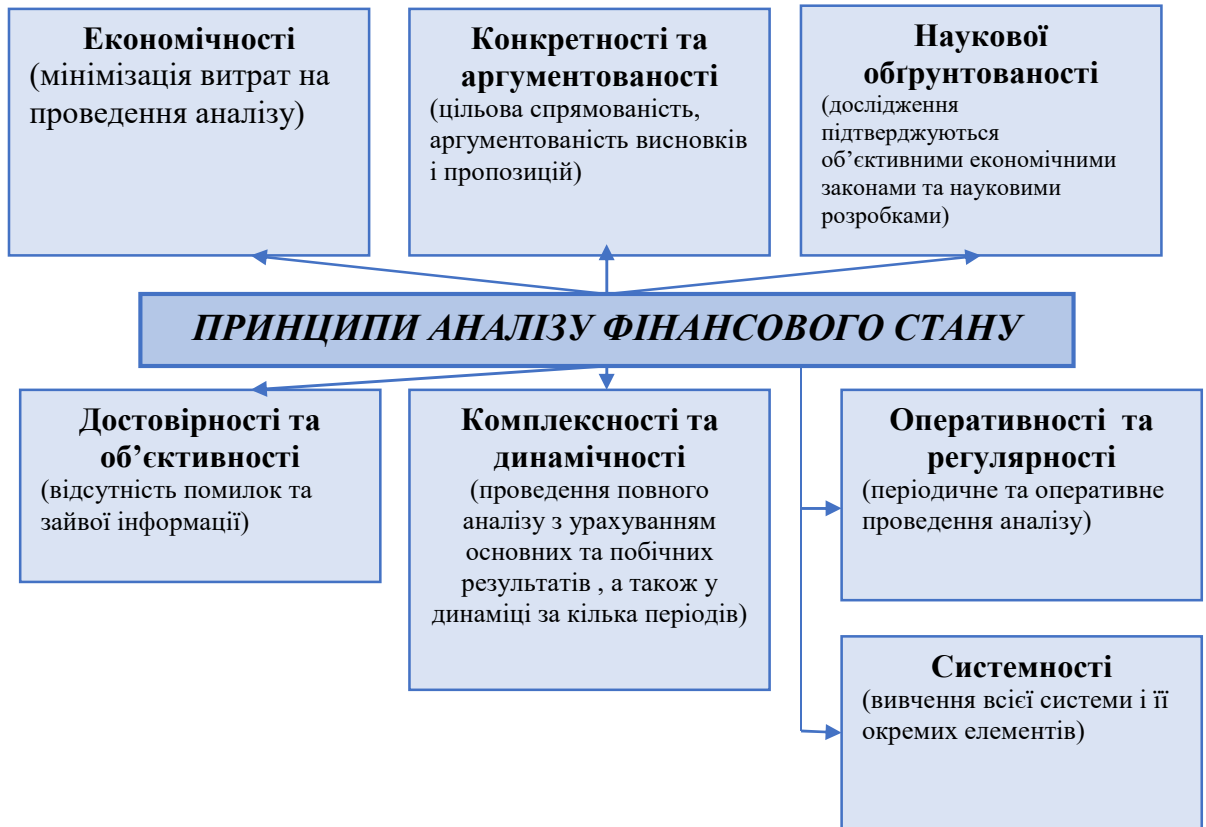 Економічності
(мінімізація витрат на
проведення аналізу)
Конкретності та
аргументованості
(цільова спрямованість,
аргументованість висновків
і пропозицій)
Наукової
обґрунтованості
(дослідження
підтверджуються
об’єктивними економічними
законами та науковими
розробками)
ПРИНЦИПИ АНАЛІЗУ ФІНАНСОВОГО СТАНУ
Достовірності та
об’єктивності
(відсутність помилок та
зайвої інформації)
Комплексності та
динамічності
(проведення повного
аналізу з урахуванням
основних та побічних
результатів , а також у
динаміці за кілька періодів)
Оперативності та
регулярності
(періодичне та оперативне
проведення аналізу)
Системності
(вивчення всієї системи і її
окремих елементів)